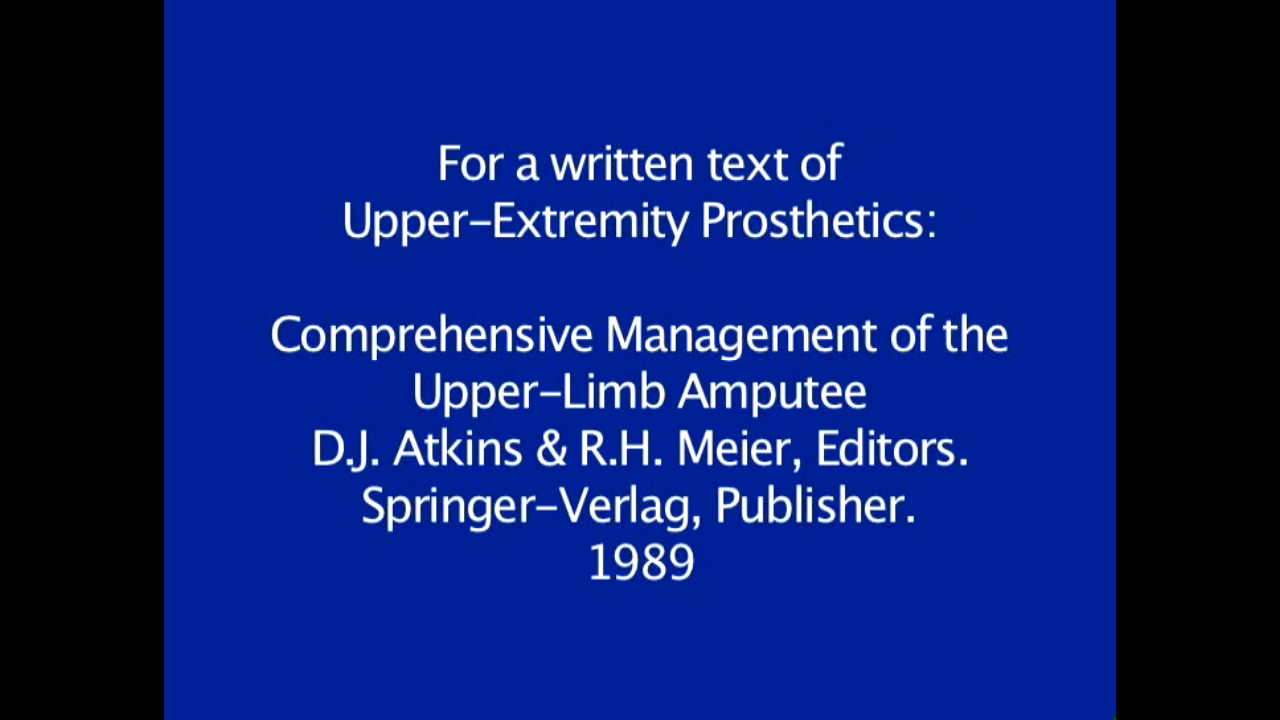 For a written text of
Upper-Extremity Prosthetics:
Comprehensive Management of the
Upper-Limb Amputee
D.J. Atkins & R.H. Meier, Editors.
Springer-Verlag, Publisher.
1989